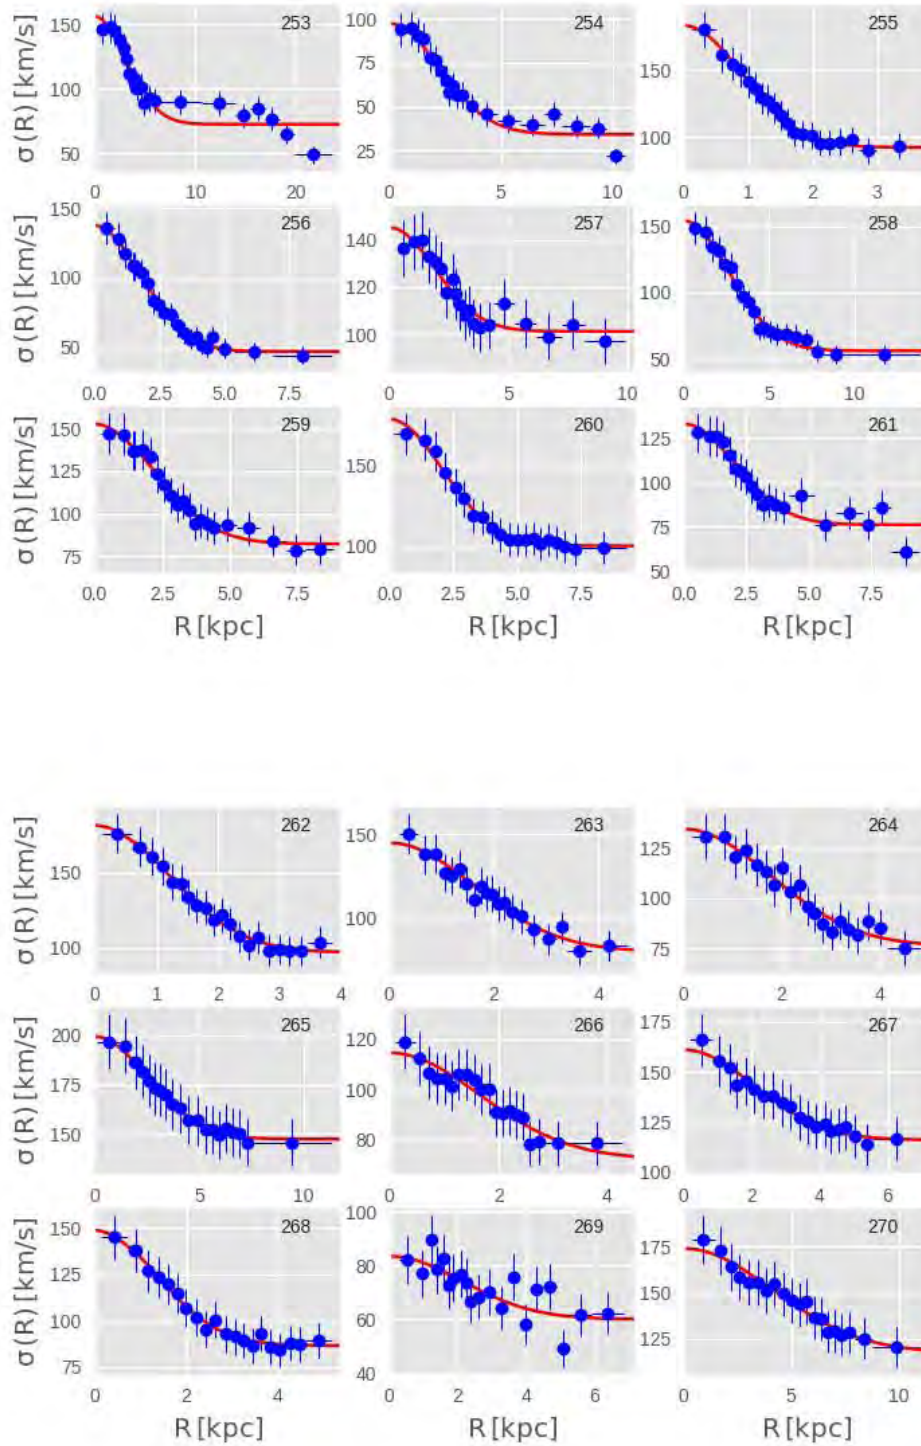 150 253 100 254 255
σ(R) [km/s] 75 150
100 50 100
50 25
0 10 20 0 5 10 0 1 2 3
150 256 257 150 258
σ(R) [km/s] 140
100 120 100
50 100 50
0.0 2.5 5.0 7.5 0 5 10 0 5 10
150 259 260 125 261
σ(R) [km/s] 125 150 100
100 75
75 100 50
0.0 2.5 5.0 7.5 0.0 2.5 5.0 7.5 0.0 2.5 5.0 7.5
R [kpc] R [kpc] R [kpc]
262 150 263 264
σ(R) [km/s] 150 125
100 100 100
75
0 1 2 3 4 0 2 4 0 2 4
200 265 120 266 175 267
σ(R) [km/s] 175 100 150
150 80 125
100
0 5 10 0 2 4 0 2 4 6
150 268 100 269 270
σ(R) [km/s] 125 80 175
100 60 150
75 40 125
0 2 4 0 2 4 6 0 5 10
R [kpc] R [kpc] R [kpc]